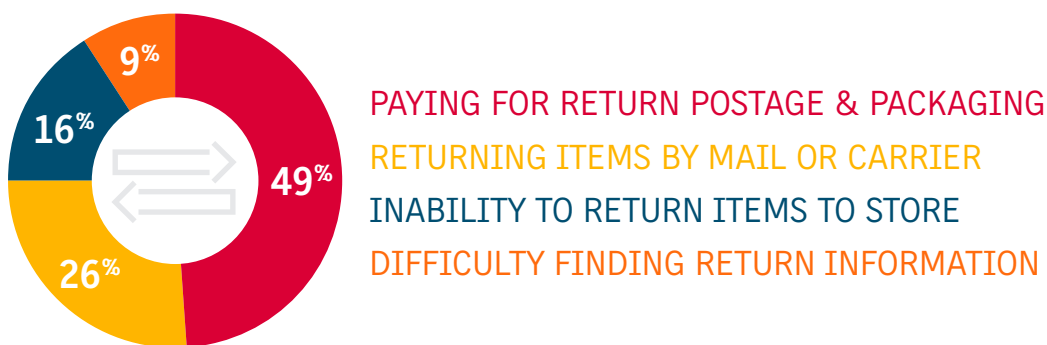 9%
16%
49%
26%
PAYING FOR RETURN POSTAGE & PACKAGING
RETURNING ITEMS BY MAIL OR CARRIER
INABILITY TO RETURN ITEMS TO STORE
DIFFICULTY FINDING RETURN INFORMATION